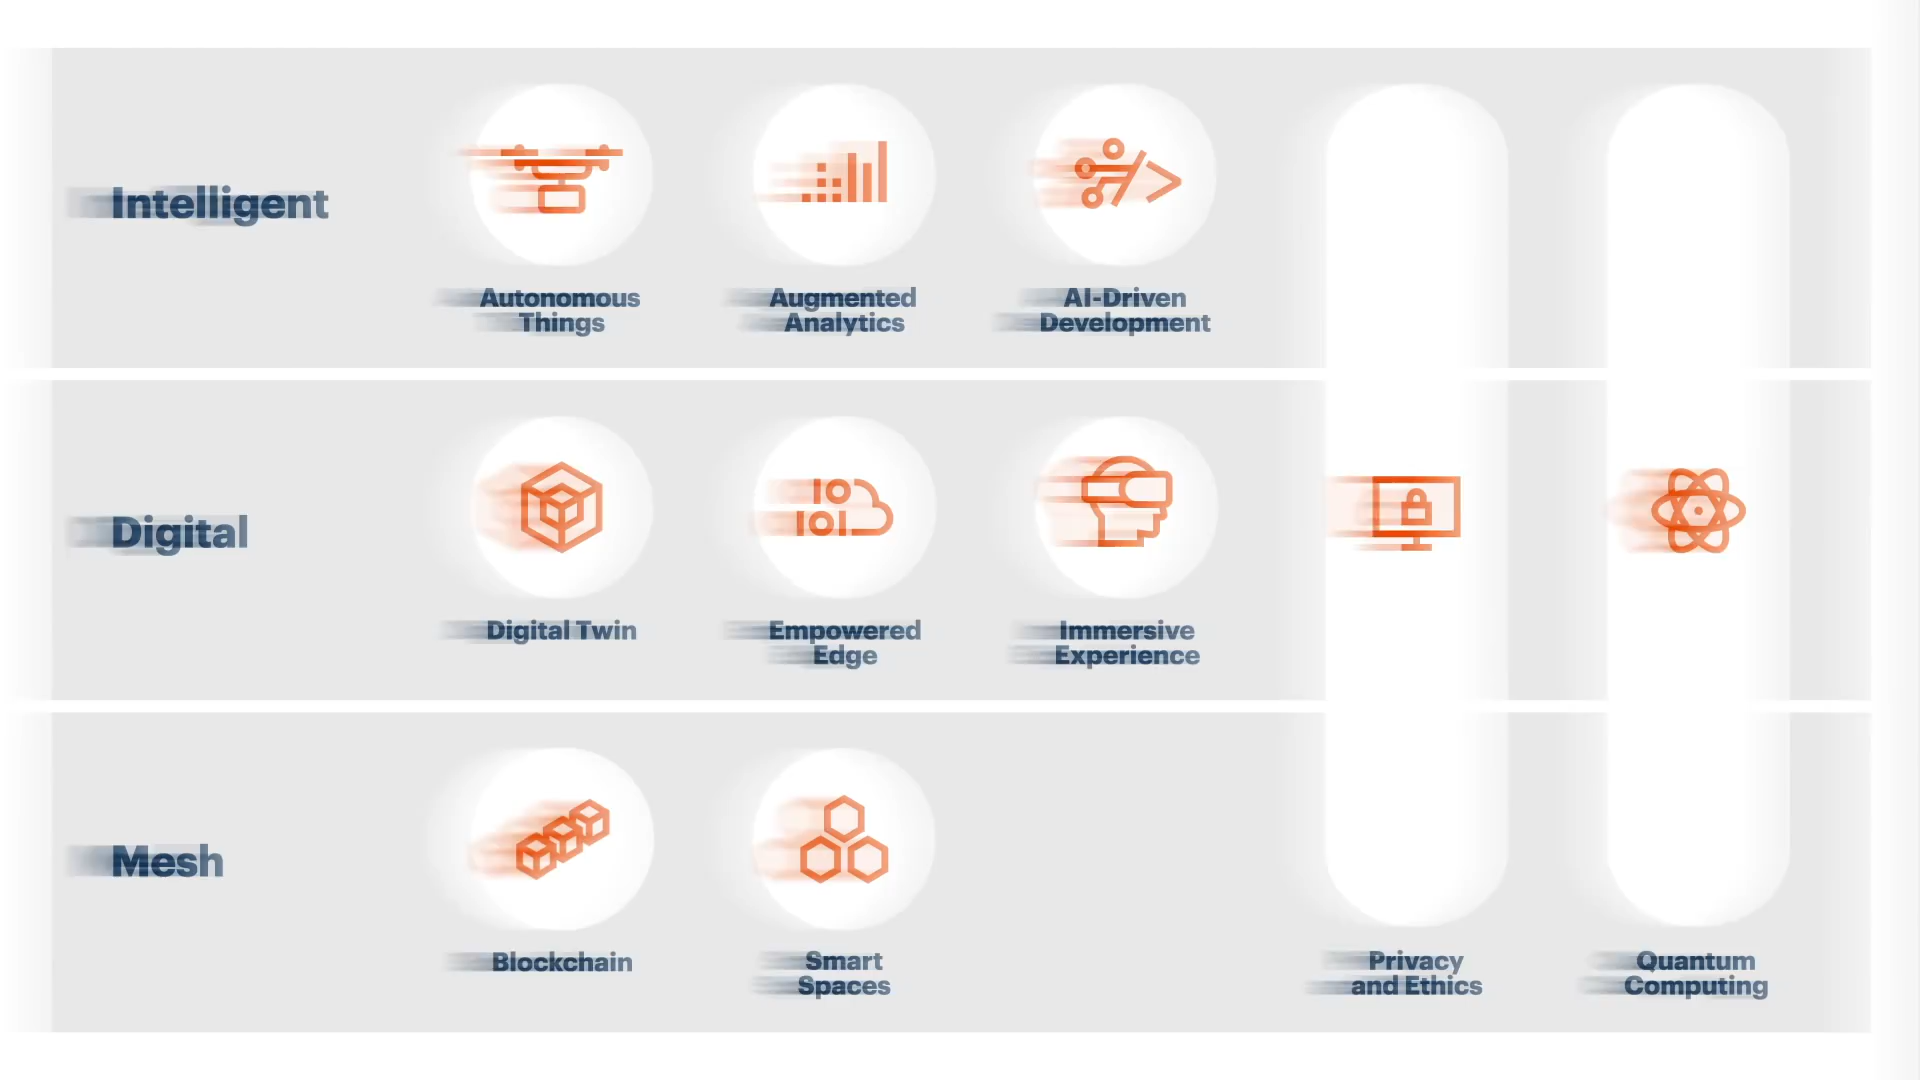 Intelligent
Autonomous
Things
Augmented
Analytics
AI-Driven
Development
Digital
Digital Twin
Empowered
Edge
Immersive
Experience
Mesh
Blockchain
Smart
Spaces
Privacy
and Ethics
Quantum
Computing